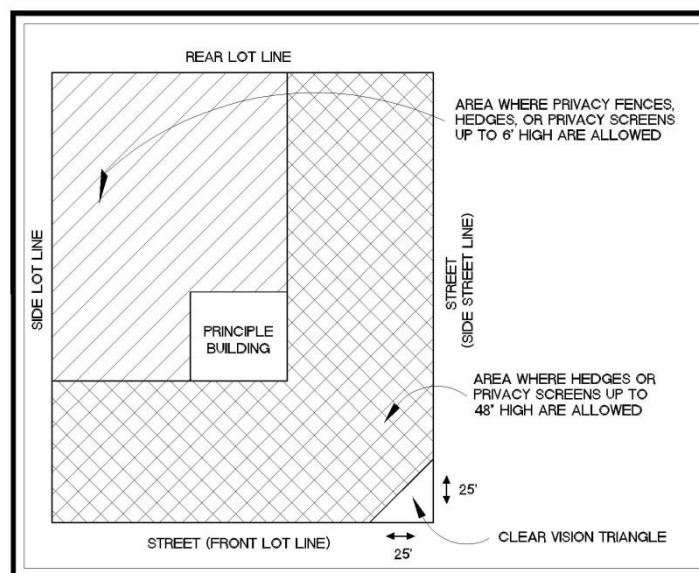 REAR LOT LINE
AREA WHERE PRIVACY FENCES,
HEDGES, OR PRIVACY SCREENS
UP TO 6' HIGH ARE ALLOWED
SIDE LOT LINE
STREET
(SIDE STREET LINE)
PRINCIPLE
BUILDING
AREA WHERE HEDGES OR
PRIVACY SCREENS UP TO
48" HIGH ARE ALLOWED
25'
CLEAR VISION TRIANGLE
STREET (FRONT LOT LINE)
25'